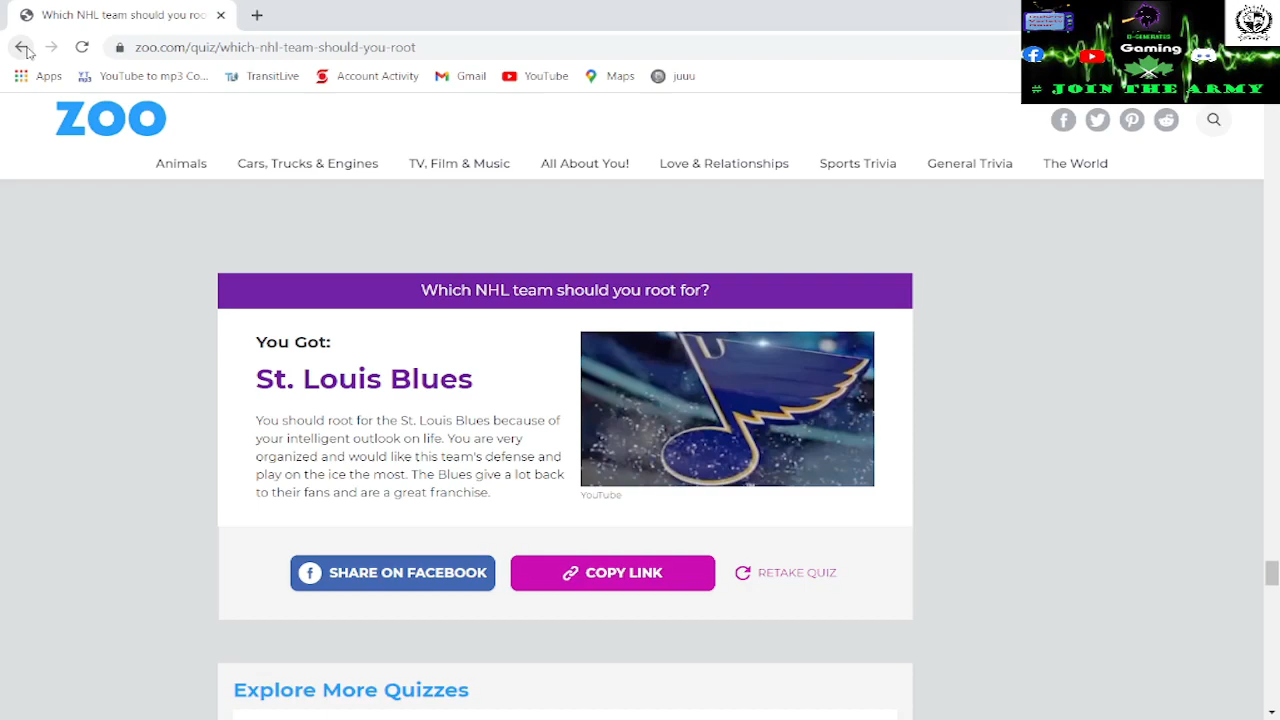 Which NHL team should you roo
zoo.com/quiz/which-nhl-team-should-you-root
Apps
YouTube to mp3 Co...
TransitLive
Account Activity
Gmail
YouTube
Maps
juuu
Gaming
# JOIN THE ARMY
ZOO
Animals
Cars, Trucks & Engines
TV, Film & Music
All About You!
Love & Relationships
Sports Trivia
General Trivia
The World
Which NHL team should you root for?
You Got:
St. Louis Blues
You should root for the St. Louis Blues because of
your intelligent outlook on life. You are very
organized and would like this team's defense and
play on the ice the most. The Blues give a lot back
to their fans and are a great franchise.
YouTube
SHARE ON FACEBOOK
COPY LINK
RETAKE QUIZ
Explore More Quizzes